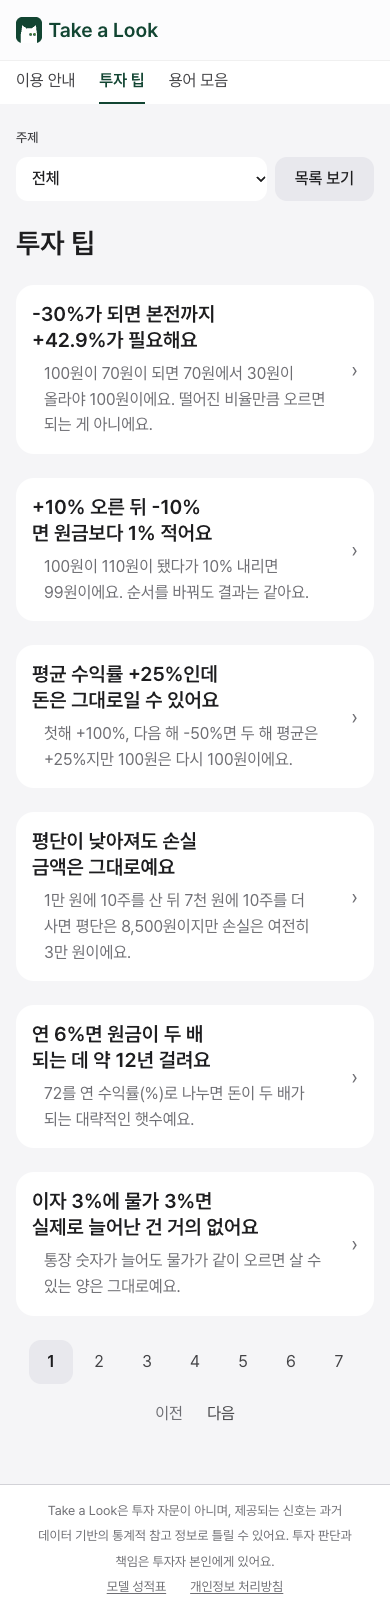 Take a Look
이용 안내 투자 팁 용어 모음
주제
전체 목록 보기
투자 팁
-30%가 되면 본전까지
+42.9%가 필요해요
100원이 70원이 되면 70원에서 30원이
올라야 100원이에요. 떨어진 비율만큼 오르면
되는 게 아니에요.
+10% 오른 뒤 -10%
면 원금보다 1% 적어요
100원이 110원이 됐다가 10% 내리면
99원이에요. 순서를 바꿔도 결과는 같아요.
평균 수익률 +25%인데
돈은 그대로일 수 있어요
첫해 +100%, 다음 해 -50%면 두 해 평균은
+25%지만 100원은 다시 100원이에요.
평단이 낮아져도 손실
금액은 그대로예요
1만 원에 10주를 산 뒤 7천 원에 10주를 더
사면 평단은 8,500원이지만 손실은 여전히
3만 원이에요.
연 6%면 원금이 두 배
되는 데 약 12년 걸려요
72를 연 수익률(%)로 나누면 돈이 두 배가
되는 대략적인 햇수예요.
이자 3%에 물가 3%면
실제로 늘어난 건 거의 없어요
통장 숫자가 늘어도 물가가 같이 오르면 살 수
있는 양은 그대로예요.
1 2 3 4 5 6 7
이전 다음
Take a Look은 투자 자문이 아니며, 제공되는 신호는 과거
데이터 기반의 통계적 참고 정보로 틀릴 수 있어요. 투자 판단과
책임은 투자자 본인에게 있어요.
모델 성적표 개인정보 처리방침